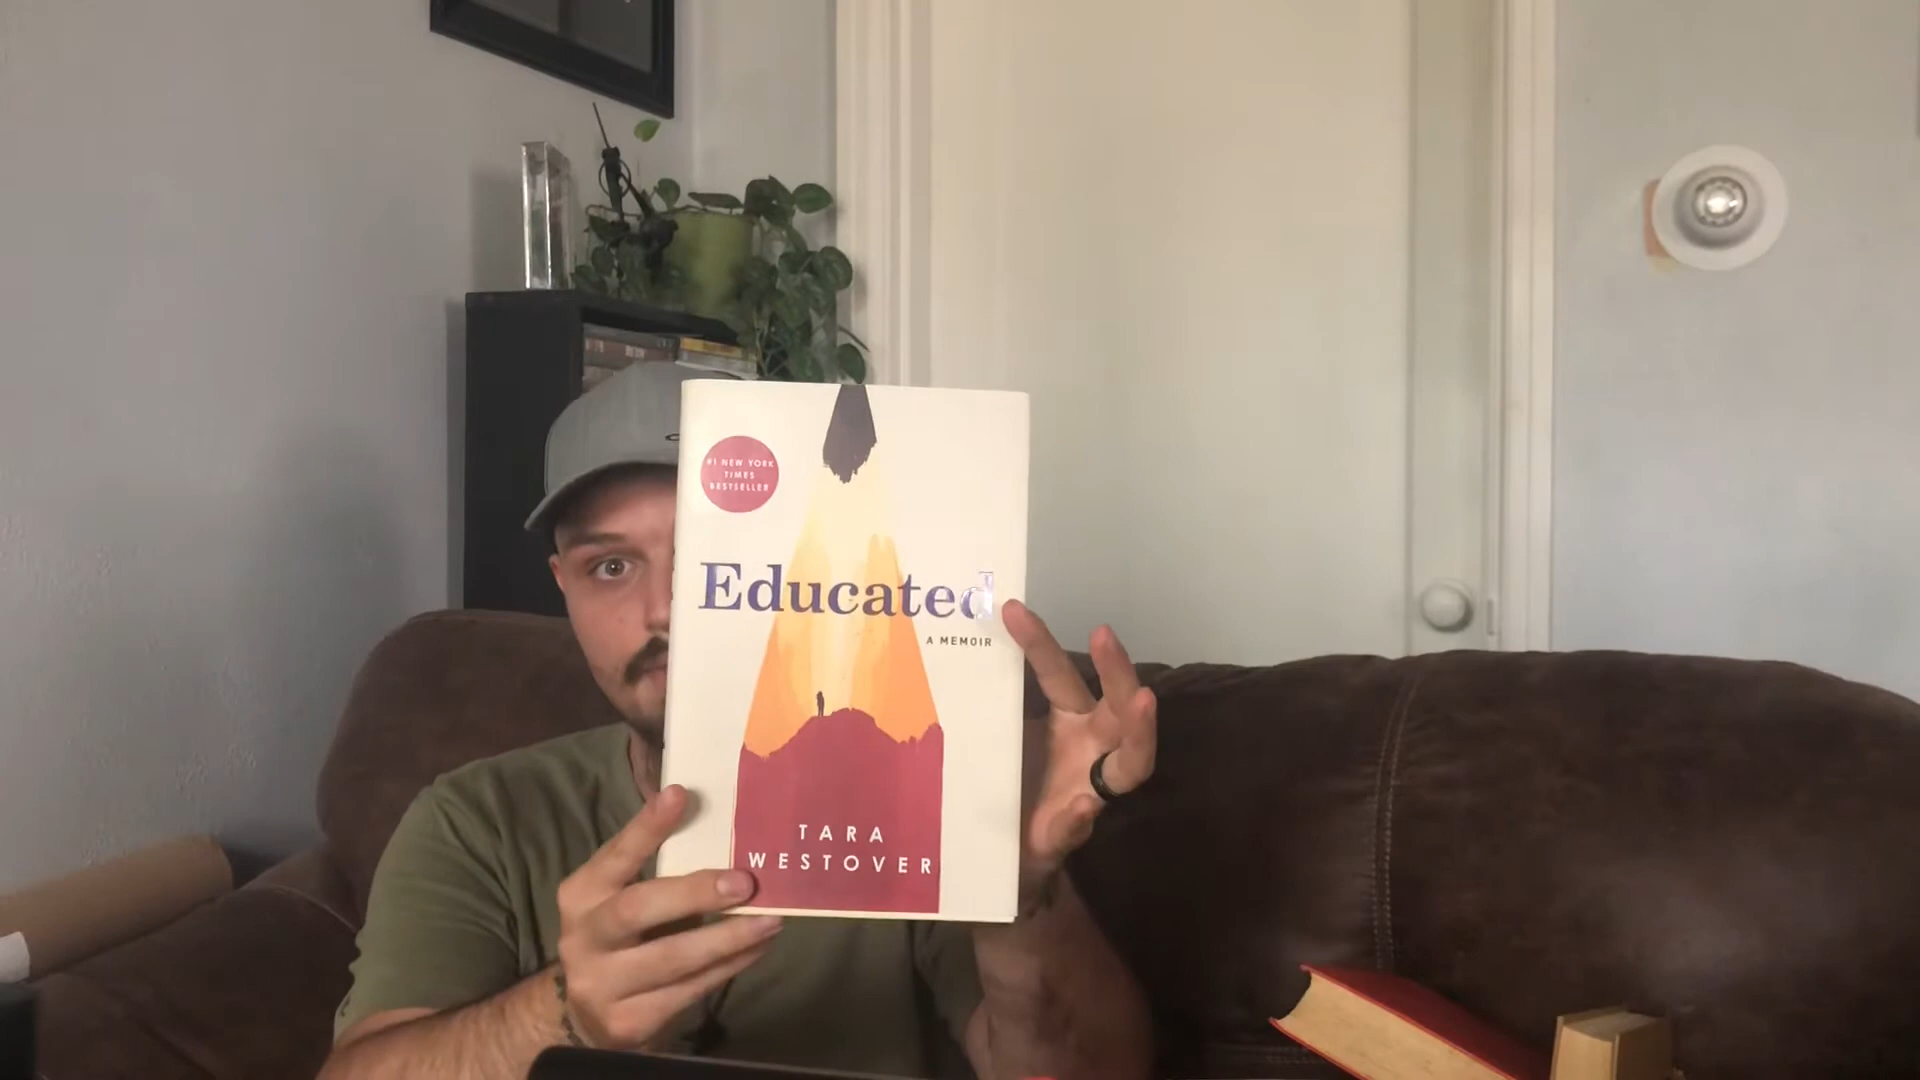 #1 NEW YORK
TIMES
BESTSELLER
Educated
A MEMOIR
TARA
WESTOVER